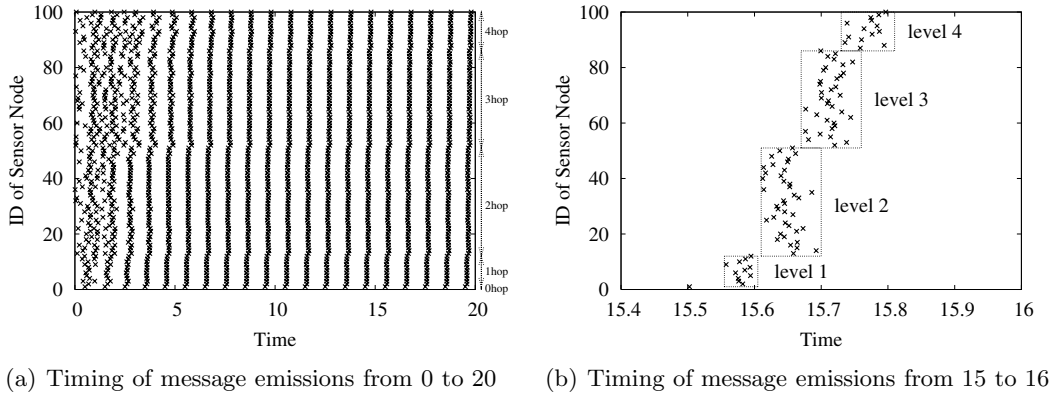 100
80
60
40
20
0
ID of Sensor Node
0
5
10
15
20
Time
4hop
3hop
2hop
1hop
0hop
100
80
60
40
20
0
ID of Sensor Node
15.4
15.5
15.6
15.7
15.8
15.9
16
Time
level 4
level 3
level 2
level 1
(a) Timing of message emissions from 0 to 20
(b) Timing of message emissions from 15 to 16